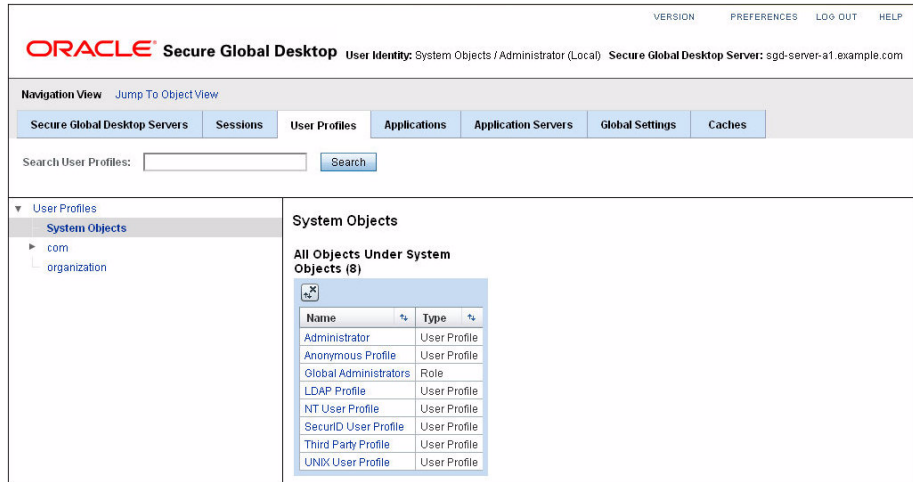 VERSION PREFERENCES LOG OUT HELP
ORACLE Secure Global Desktop User Identity: System Objects / Administrator (Local) Secure Global Desktop Server: sgd-server-a1.example.com
Navigation View Jump To Object View
Secure Global Desktop Servers Sessions User Profiles Applications Application Servers Global Settings Caches
Search User Profiles: Search
User Profiles
System Objects
com
organization
System Objects
All Objects Under System
Objects (8)
Name Type
Administrator User Profile
Anonymous Profile User Profile
Global Administrators Role
LDAP Profile User Profile
NT User Profile User Profile
SecurID User Profile User Profile
Third Party Profile User Profile
UNIX User Profile User Profile